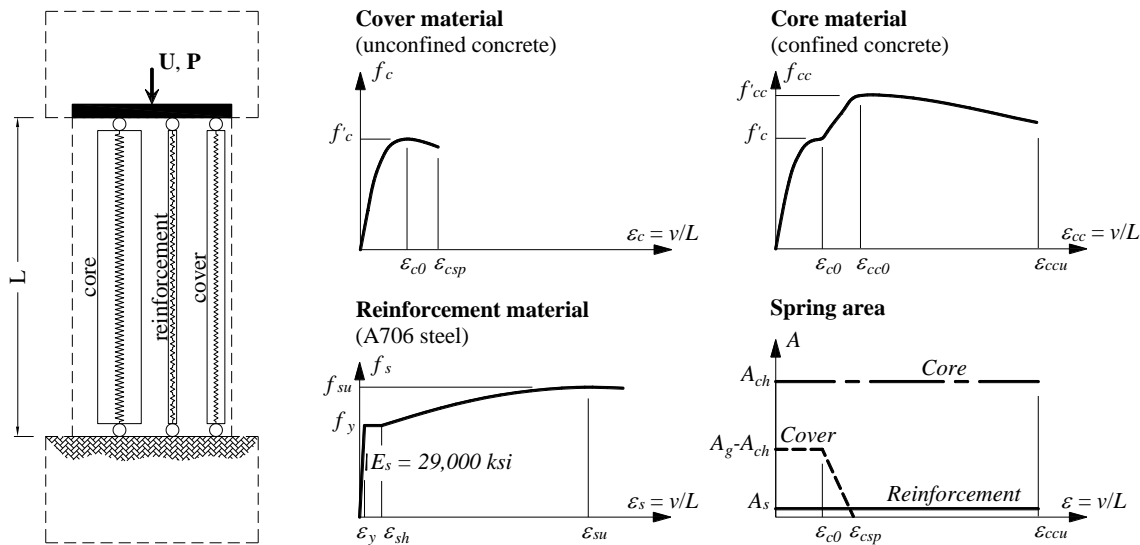 U, P
L
core
reinforcement
cover
Cover material
(unconfined concrete)
f_c
f'_c
ε_c = v/L
ε_c0 ε_csp
Core material
(confined concrete)
f_cc
f'_cc
f'_c
ε_cc = v/L
ε_c0 ε_cc0 ε_ccu
Reinforcement material
(A706 steel)
f_s
f_su
f_y
E_s = 29,000 ksi
ε_s = v/L
ε_y ε_sh ε_su
Spring area
A
A_ch
Core
A_g-A_ch Cover
A_s
Reinforcement
ε = v/L
ε_c0 ε_csp ε_ccu